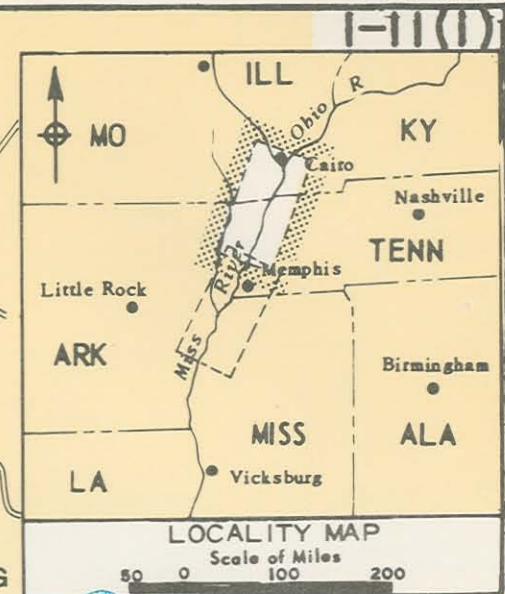 I-11(1)
ILL
Ohio R
MO
KY
Cairo
Nashville
TENN
Miss River
Memphis
Little Rock
ARK
Birmingham
MISS
ALA
LA
Vicksburg
LOCALITY MAP
Scale of Miles
50 0 100 200
G